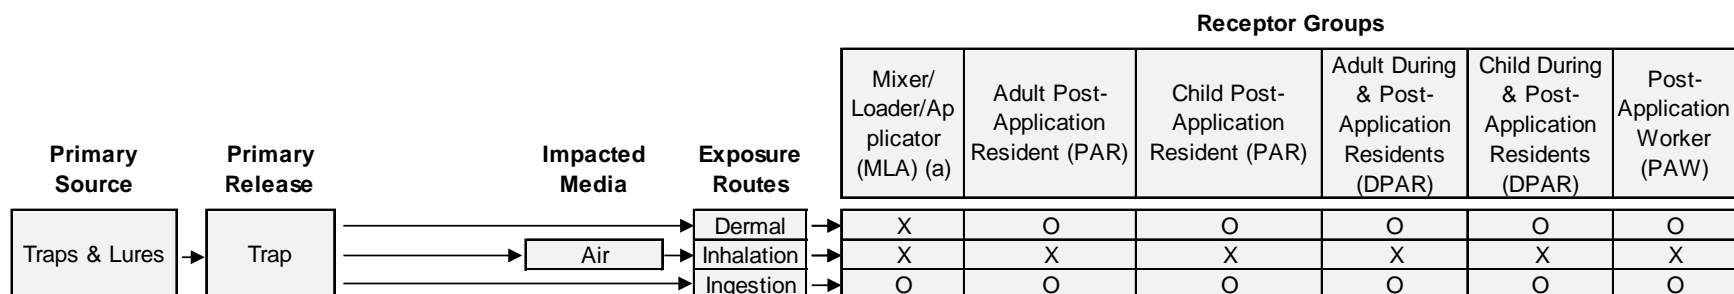 Receptor Groups
Primary
Source
Primary
Release
Impacted
Media
Exposure
Routes
Mixer/
Loader/Ap
plicator
(MLA) (a)
Adult Post-
Application
Resident (PAR)
Child Post-
Application
Resident (PAR)
Adult During
& Post-
Application
Residents
(DPAR)
Child During
& Post-
Application
Residents
(DPAR)
Post-
Application
Worker
(PAW)
Traps & Lures
Trap
Dermal X O O O O O
Air Inhalation X X X X X X
Ingestion O O O O O O